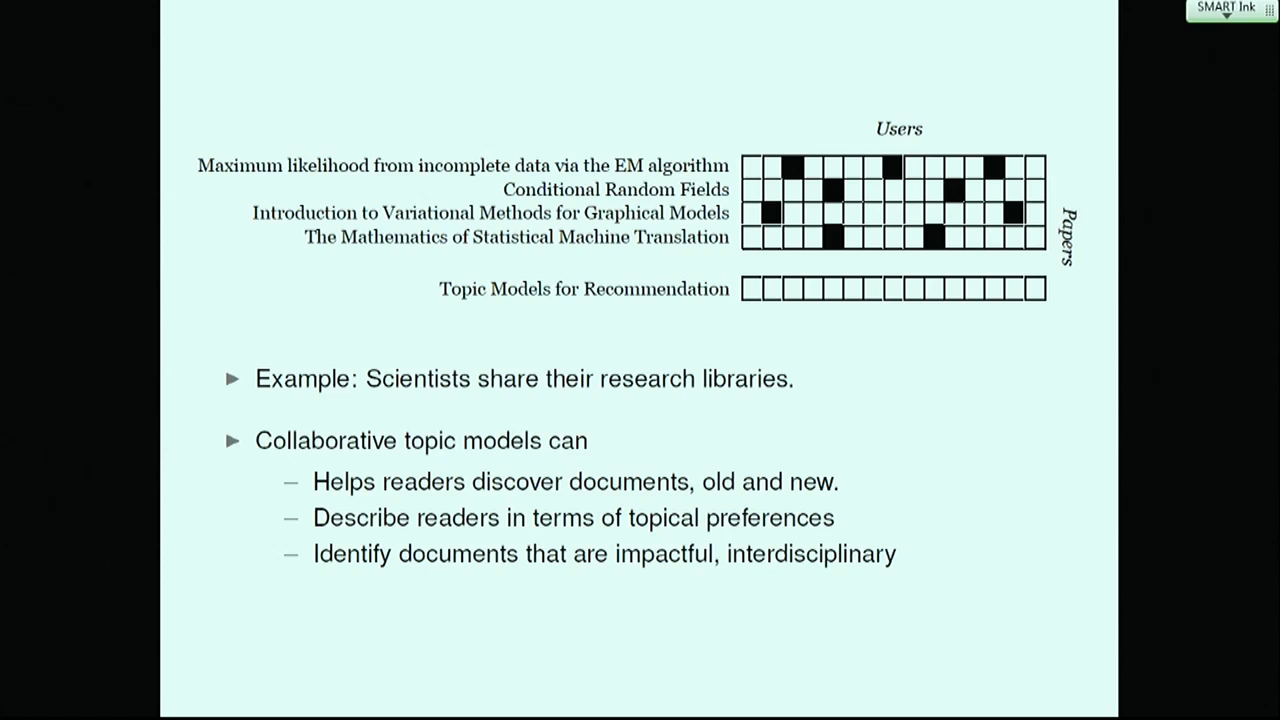 SMART Ink
Users
Maximum likelihood from incomplete data via the EM algorithm
Conditional Random Fields
Introduction to Variational Methods for Graphical Models
The Mathematics of Statistical Machine Translation
Papers
Topic Models for Recommendation
Example: Scientists share their research libraries.
Collaborative topic models can
– Helps readers discover documents, old and new.
– Describe readers in terms of topical preferences
– Identify documents that are impactful, interdisciplinary